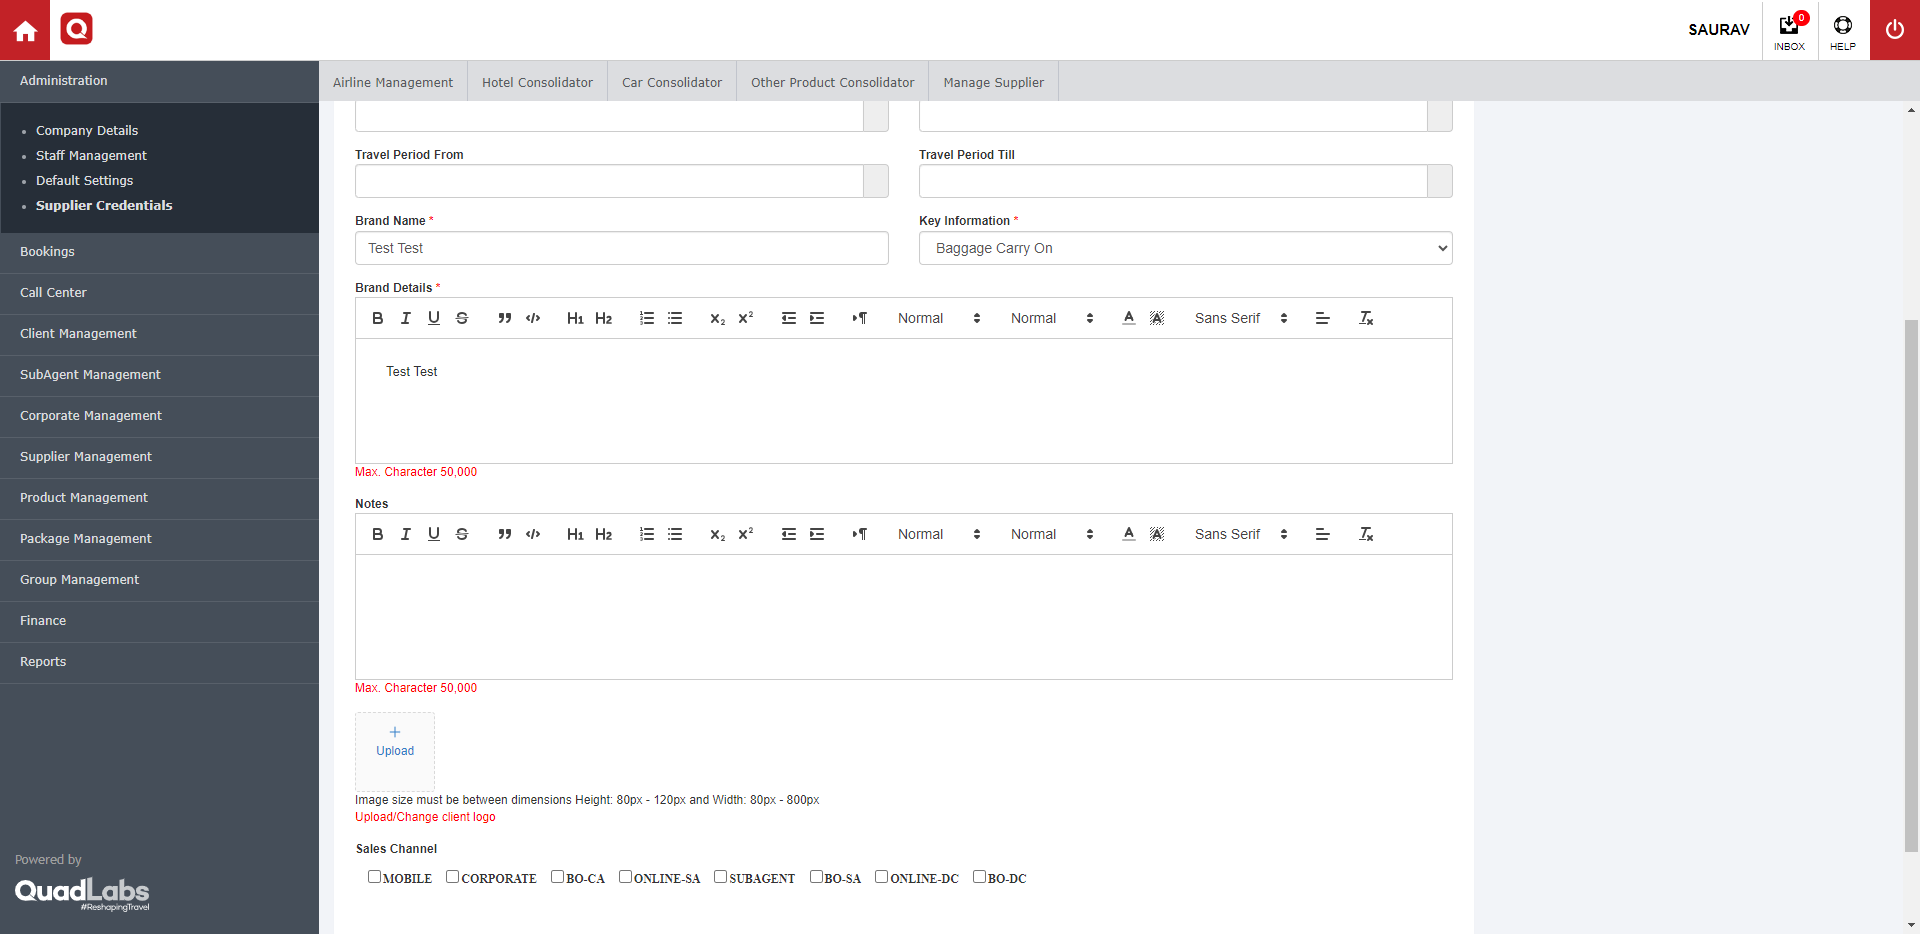 SAURAV
0
INBOX
HELP
Administration
Company Details
Staff Management
Default Settings
Supplier Credentials
Bookings
Call Center
Client Management
SubAgent Management
Corporate Management
Supplier Management
Product Management
Package Management
Group Management
Finance
Reports
Powered by
QuadLabs
#ReshapingTravel
Airline Management
Hotel Consolidator
Car Consolidator
Other Product Consolidator
Manage Supplier
Travel Period From
Travel Period Till
Brand Name *
Key Information *
Test Test
Baggage Carry On
Brand Details *
B I U S H1 H2 x2 x2 Normal Normal A A Sans Serif Tx
Test Test
Max. Character 50,000
Notes
B I U S H1 H2 x2 x2 Normal Normal A A Sans Serif Tx
Max. Character 50,000
+
Upload
Image size must be between dimensions Height: 80px - 120px and Width: 80px - 800px
Upload/Change client logo
Sales Channel
MOBILE CORPORATE BO-CA ONLINE-SA SUBAGENT BO-SA ONLINE-DC BO-DC